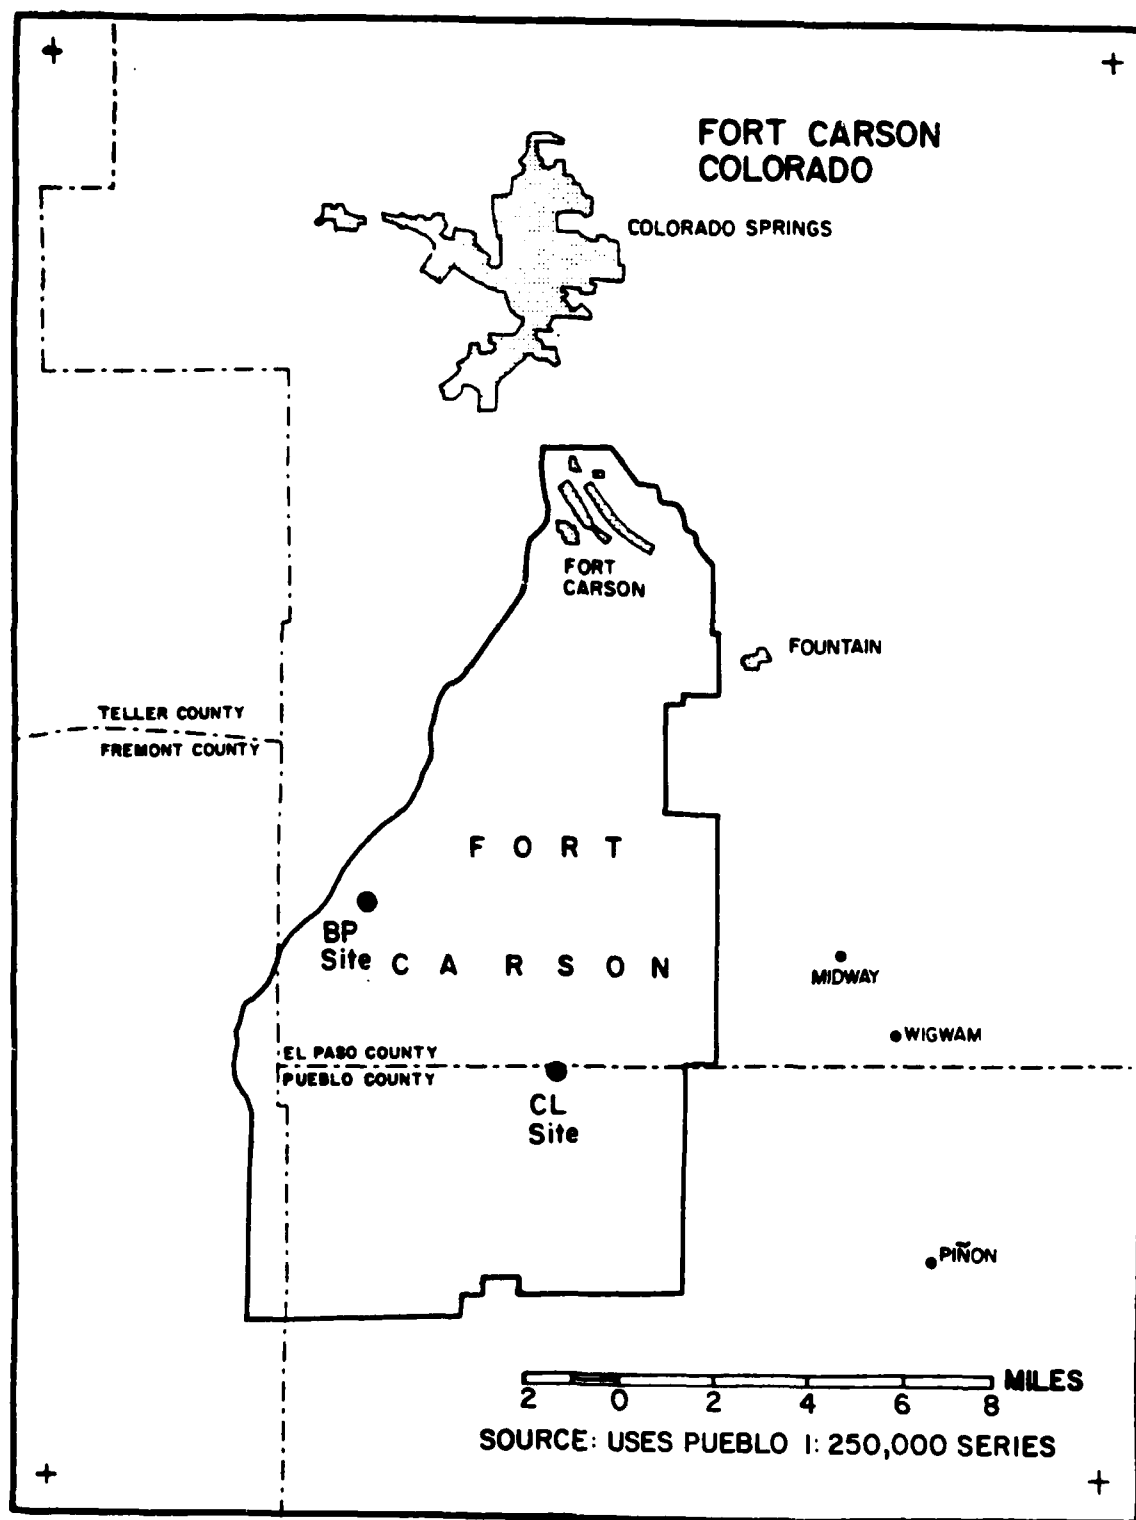 FORT CARSON
COLORADO
COLORADO SPRINGS
FORT
CARSON
FOUNTAIN
TELLER COUNTY
FREMONT COUNTY
FORT
BP
Site
CARSON
MIDWAY
WIGWAM
EL PASO COUNTY
PUEBLO COUNTY
CL
Site
PIÑON
MILES
2 0 2 4 6 8
SOURCE: USES PUEBLO 1:250,000 SERIES